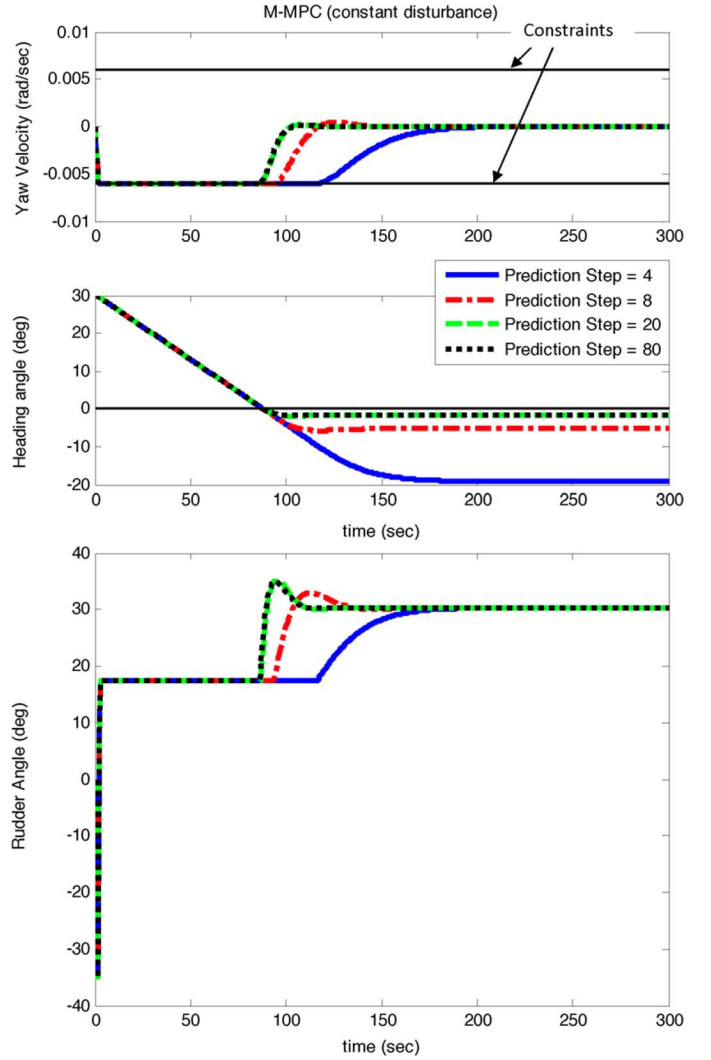 M-MPC (constant disturbance)
Constraints
Yaw Velocity (rad/sec)
0.01
0.005
0
-0.005
-0.01
0 50 100 150 200 250 300
Prediction Step = 4
Prediction Step = 8
Prediction Step = 20
Prediction Step = 80
Heading angle (deg)
30
20
10
0
-10
-20
0 50 100 150 200 250 300
time (sec)
Rudder Angle (deg)
40
30
20
10
0
-10
-20
-30
-40
0 50 100 150 200 250 300
time (sec)